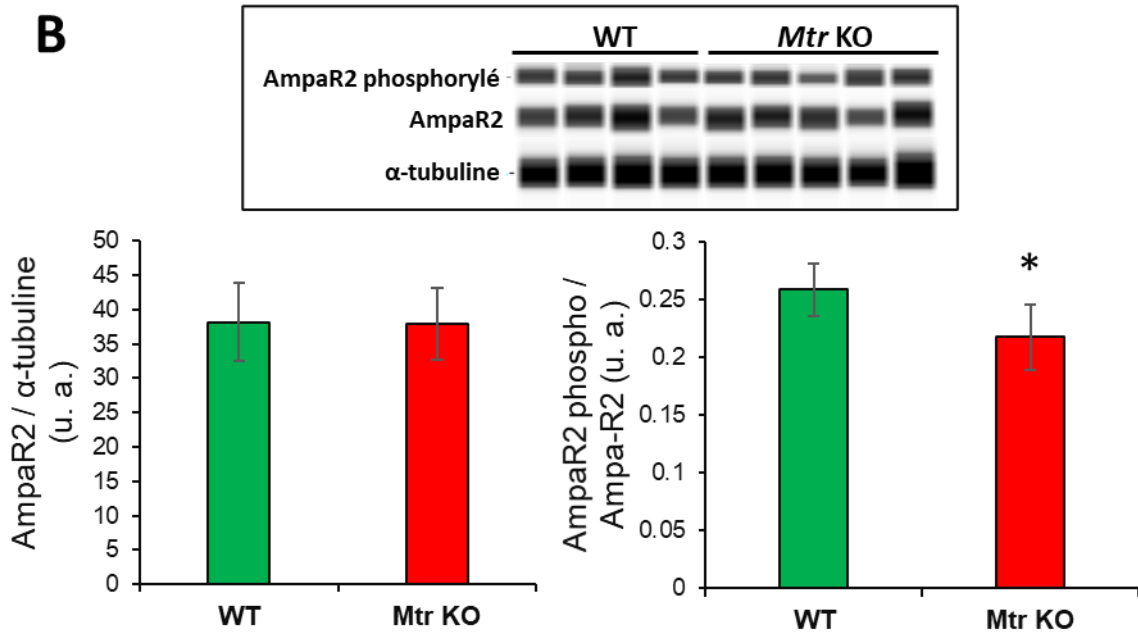 B
WT
Mtr KO
AmpaR2 phosphorylé
AmpaR2
α-tubuline
AmpaR2 / α-tubuline
(u. a.)
50
45
40
35
30
25
20
15
10
5
0
WT
Mtr KO
AmpaR2 phospho /
Ampa-R2 (u. a.)
0.3
0.25
0.2
0.15
0.1
0.05
0
*
WT
Mtr KO